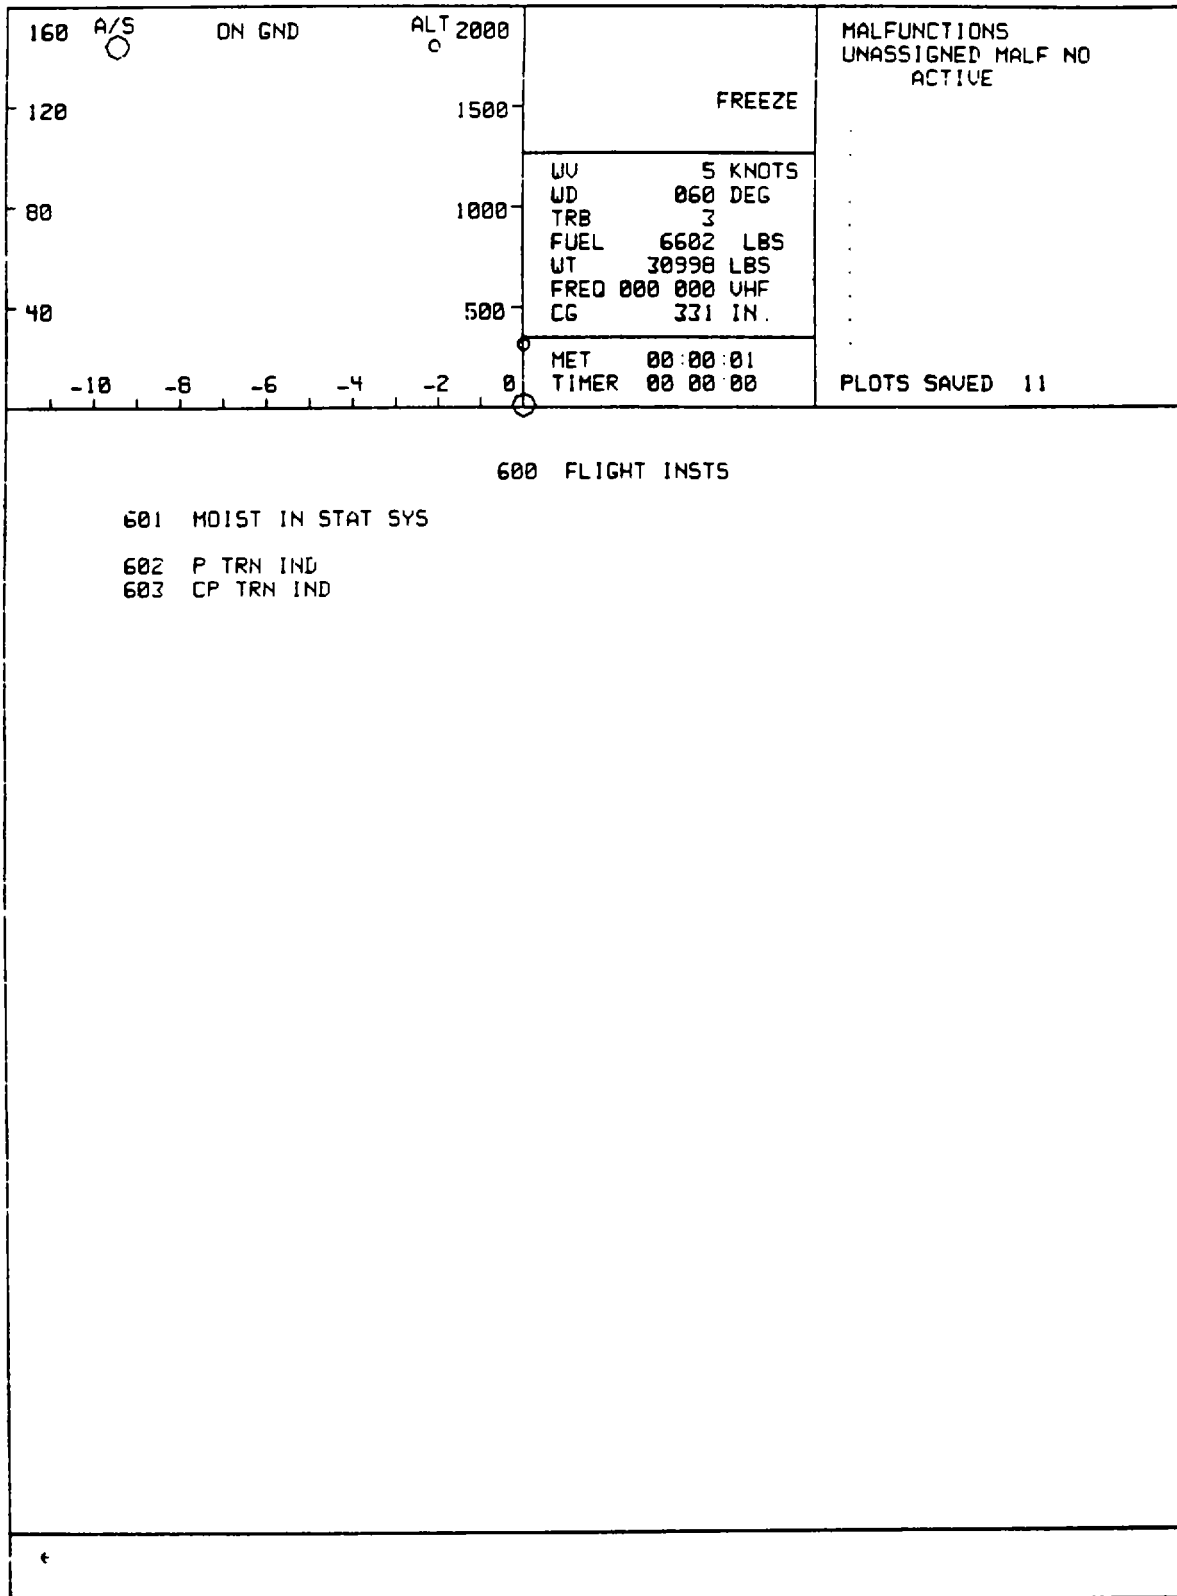 160 A/S ON GND ALT 2000
120 1500
80 1000
40 500
-10 -8 -6 -4 -2 0
FREEZE
WV 5 KNOTS
WD 060 DEG
TRB 3
FUEL 6602 LBS
WT 30998 LBS
FREQ 000 000 VHF
CG 331 IN.
MET 00:00:01
TIMER 00 00:00
MALFUNCTIONS
UNASSIGNED MALF NO
ACTIVE
PLOTS SAVED 11
600 FLIGHT INSTS
601 MOIST IN STAT SYS
602 P TRN IND
603 CP TRN IND